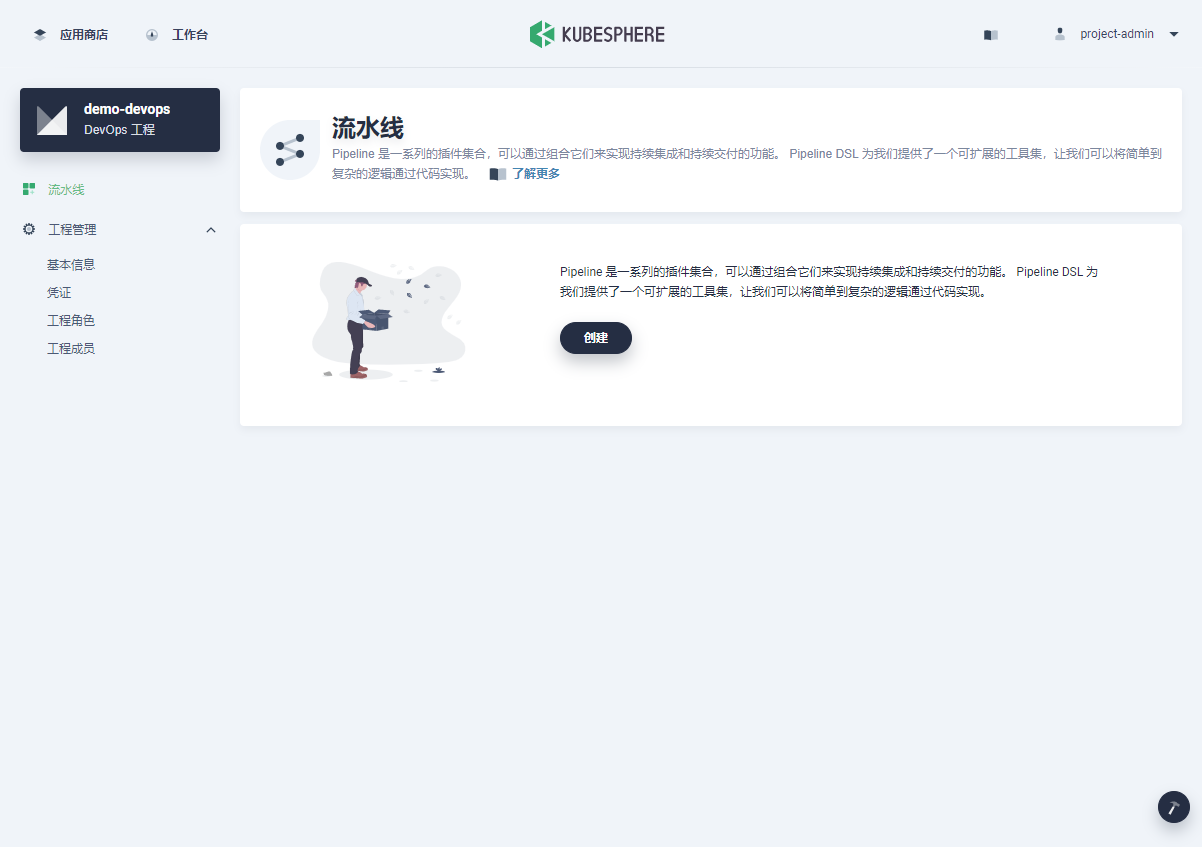 应用商店
工作台
KUBESPHERE
project-admin
demo-devops
DevOps 工程
流水线
工程管理
基本信息
凭证
工程角色
工程成员
流水线
Pipeline 是一系列的插件集合，可以通过组合它们来实现持续集成和持续交付的功能。 Pipeline DSL 为我们提供了一个可扩展的工具集，让我们可以将简单到
复杂的逻辑通过代码实现。 了解更多
Pipeline 是一系列的插件集合，可以通过组合它们来实现持续集成和持续交付的功能。 Pipeline DSL 为
我们提供了一个可扩展的工具集，让我们可以将简单到复杂的逻辑通过代码实现。
创建